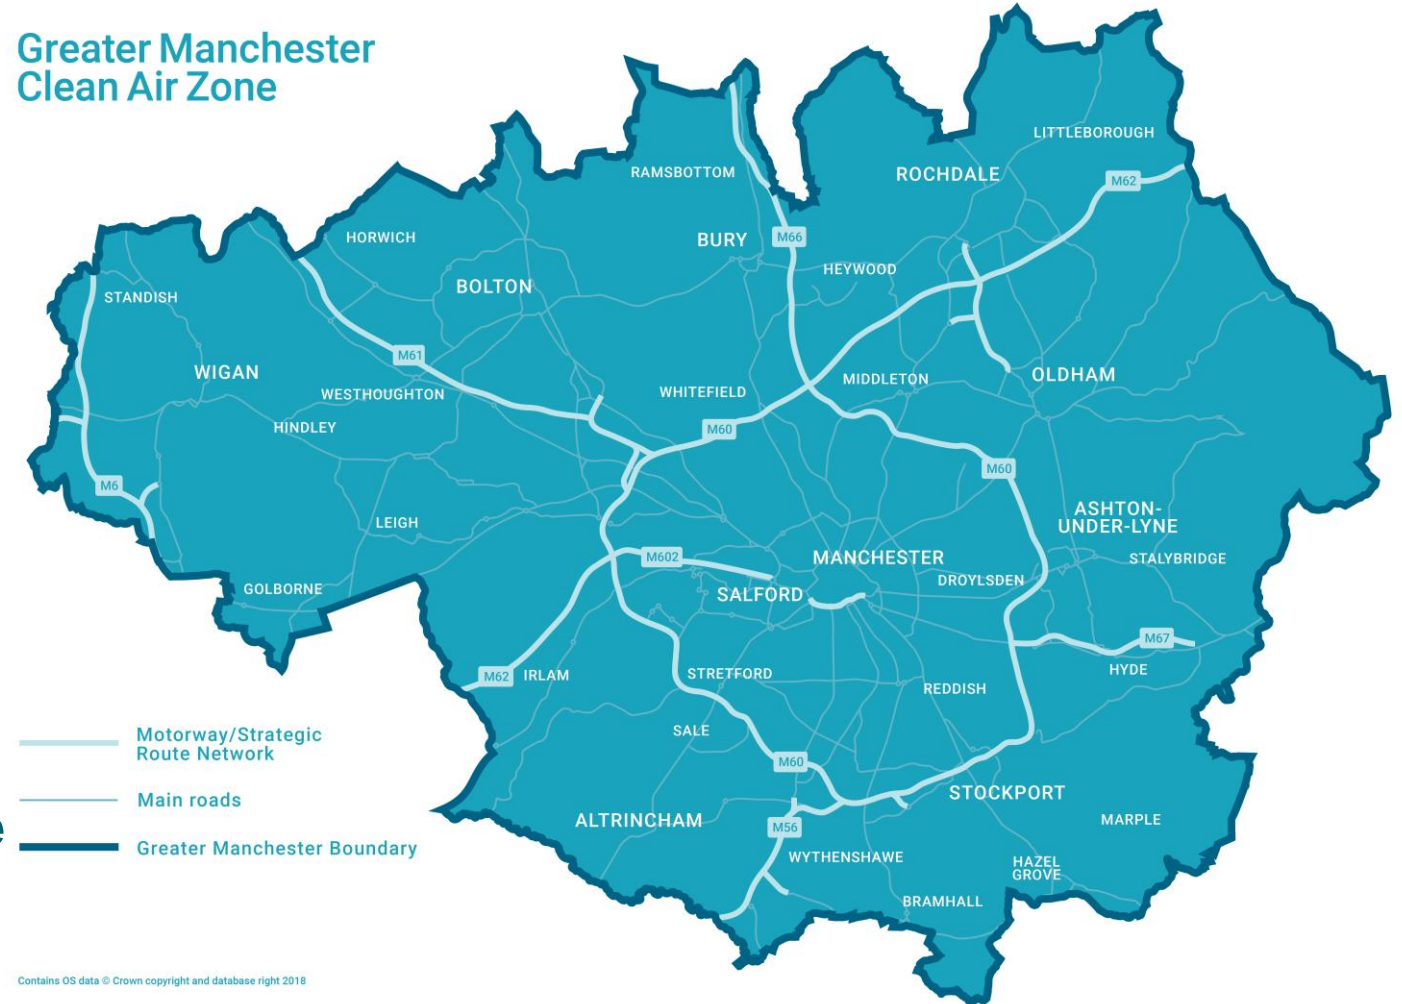 Greater Manchester
Clean Air Zone
LITTLEBOROUGH
RAMSBOTTOM
ROCHDALE
M62
HORWICH
BURY
M66
HEYWOOD
BOLTON
STANDISH
M61
WIGAN
WESTHOUGHTON
WHITEFIELD
MIDDLETON
OLDHAM
HINDLEY
M60
M60
M6
ASHTON-
UNDER-LYNE
LEIGH
M602
MANCHESTER
STALYBRIDGE
DROYLSDEN
GOLBORNE
SALFORD
M67
M62
IRLAM
STRETFORD
REDDISH
HYDE
SALE
Motorway/Strategic
Route Network
M60
STOCKPORT
Main roads
ALTRINCHAM
M56
MARPLE
e
Greater Manchester Boundary
WYTHENSHAWE
HAZEL
GROVE
BRAMHALL
Contains OS data © Crown copyright and database right 2018